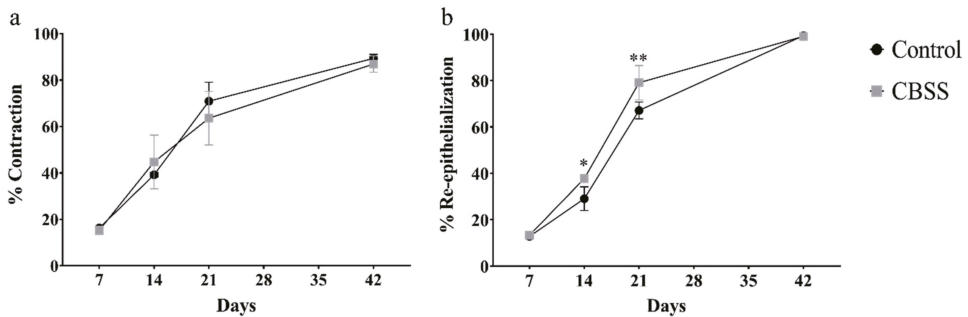 a
% Contraction
100
80
60
40
20
0
7 14 21 28 35 42
Days
b
% Re-epithelialization
100
80
60
40
20
0
*
**
7 14 21 28 35 42
Days
Control
CBSS